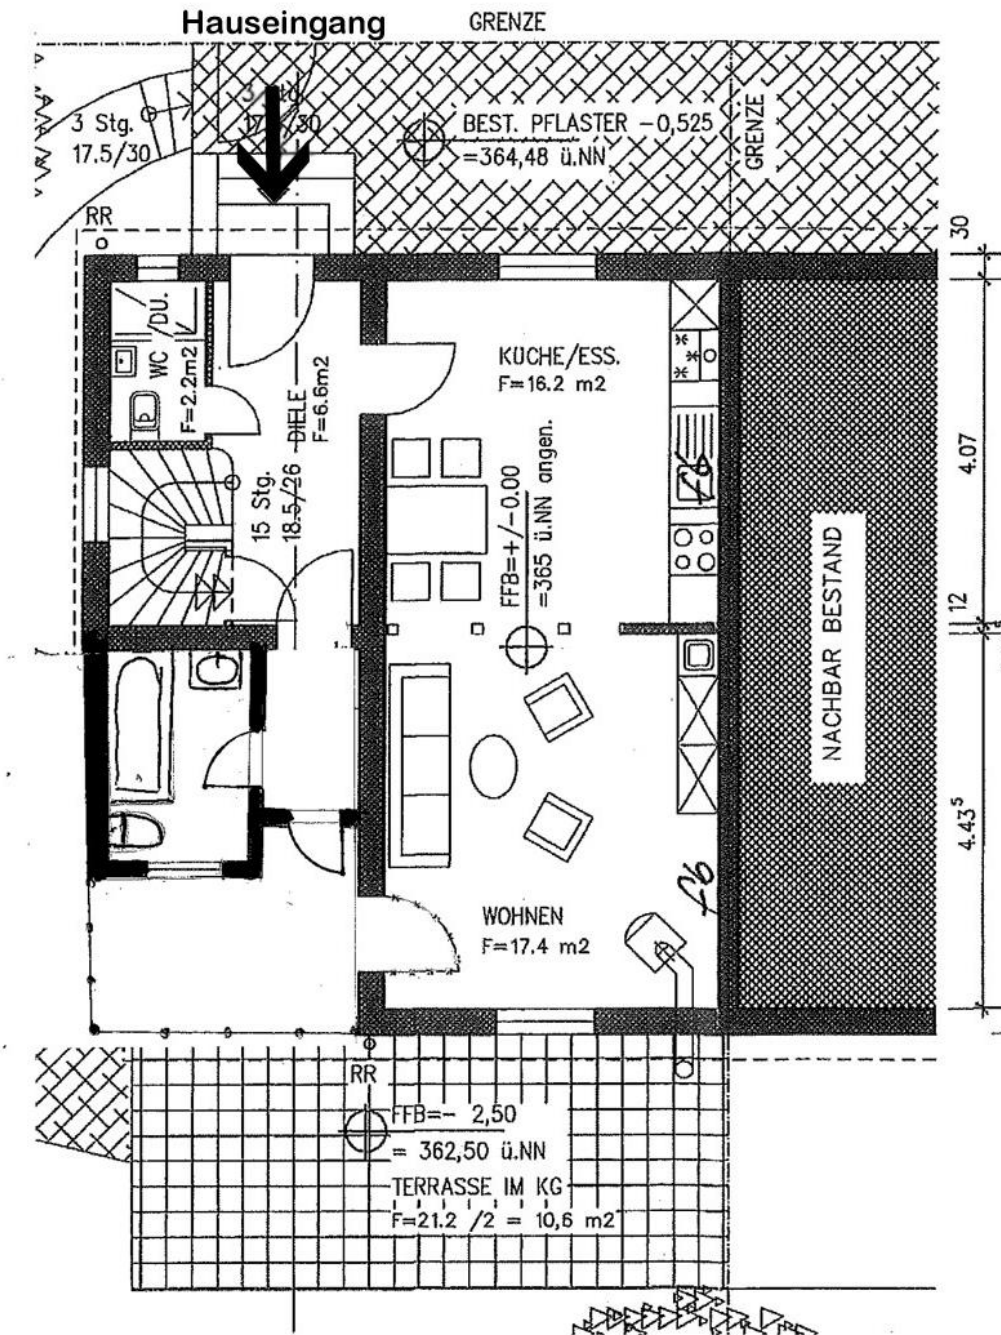 Hauseingang
GRENZE
3 Stg.
17.5/30
BEST. PFLASTER -0,525
=364,48 ü.NN
GRENZE
RR
30
WC /DU.
F=2.2m2
DIELE
F=6.6m2
KÜCHE/ESS.
F=16.2 m2
4.07
15 Stg.
18.5/26
FFB=+/-0.00
=365 ü.NN angen.
NACHBAR BESTAND
12
4.43⁵
WOHNEN
F=17.4 m2
RR
FFB=- 2,50
= 362,50 ü.NN
TERRASSE IM KG
F=21.2 /2 = 10,6 m2